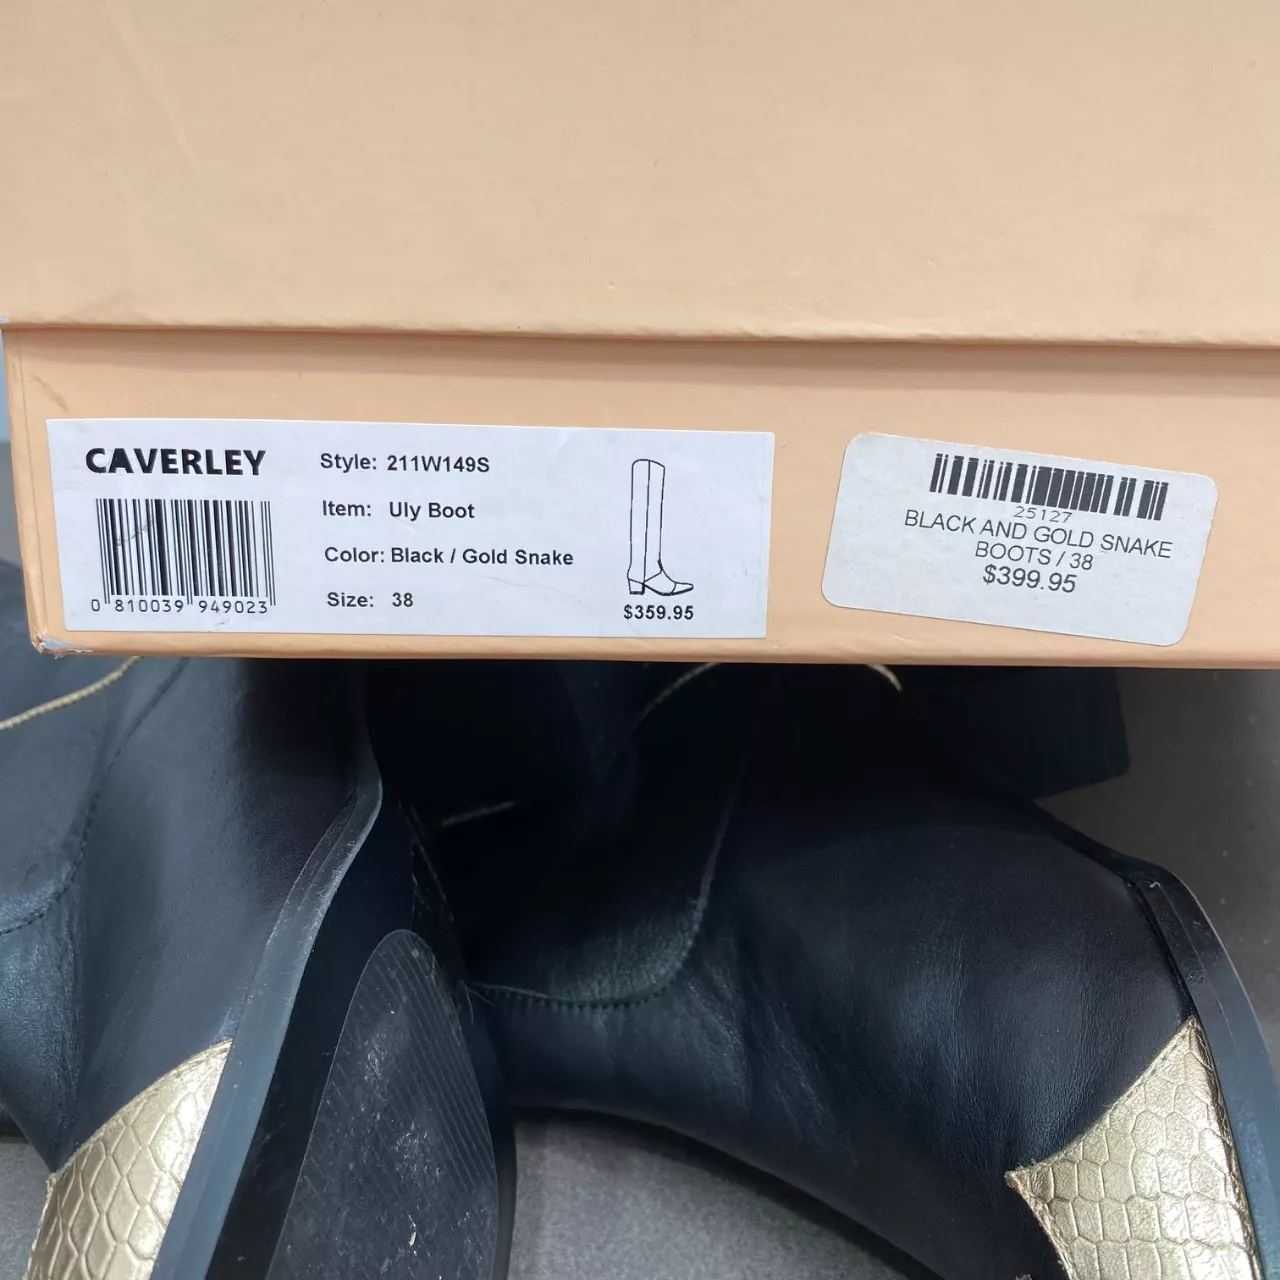 CAVERLEY
0 810039 949023
Style: 211W149S
Item: Uly Boot
Color: Black / Gold Snake
Size: 38
$359.95
25127
BLACK AND GOLD SNAKE
BOOTS / 38
$399.95